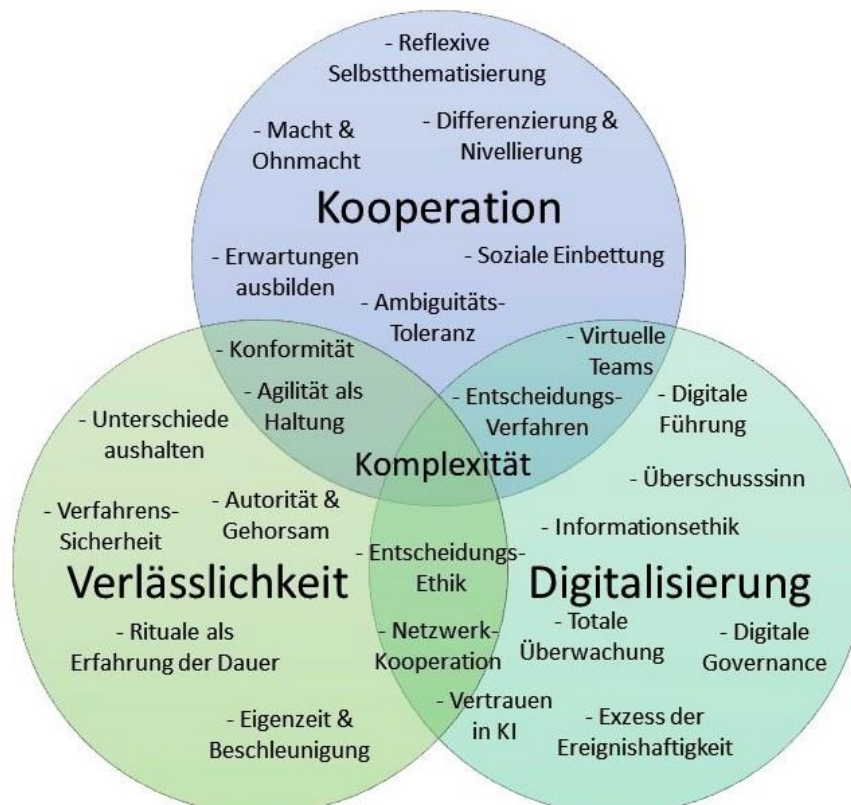 - Reflexive
Selbstthematisierung
- Macht &
Ohnmacht
- Differenzierung &
Nivellierung
Kooperation
- Erwartungen
ausbilden
- Soziale Einbettung
- Ambiguitäts-
Toleranz
- Konformität
- Agilität als
Haltung
- Virtuelle
Teams
- Entscheidungs-
Verfahren
Komplexität
- Unterschiede
aushalten
- Verfahrens-
Sicherheit
- Autorität &
Gehorsam
Verlässlichkeit
- Rituale als
Erfahrung der Dauer
- Eigenzeit &
Beschleunigung
- Entscheidungs-
Ethik
- Netzwerk-
Kooperation
- Vertrauen
in KI
- Digitale
Führung
- Überschusssinn
- Informationsethik
Digitalisierung
- Totale
Überwachung
- Digitale
Governance
- Exzess der
Ereignishaftigkeit